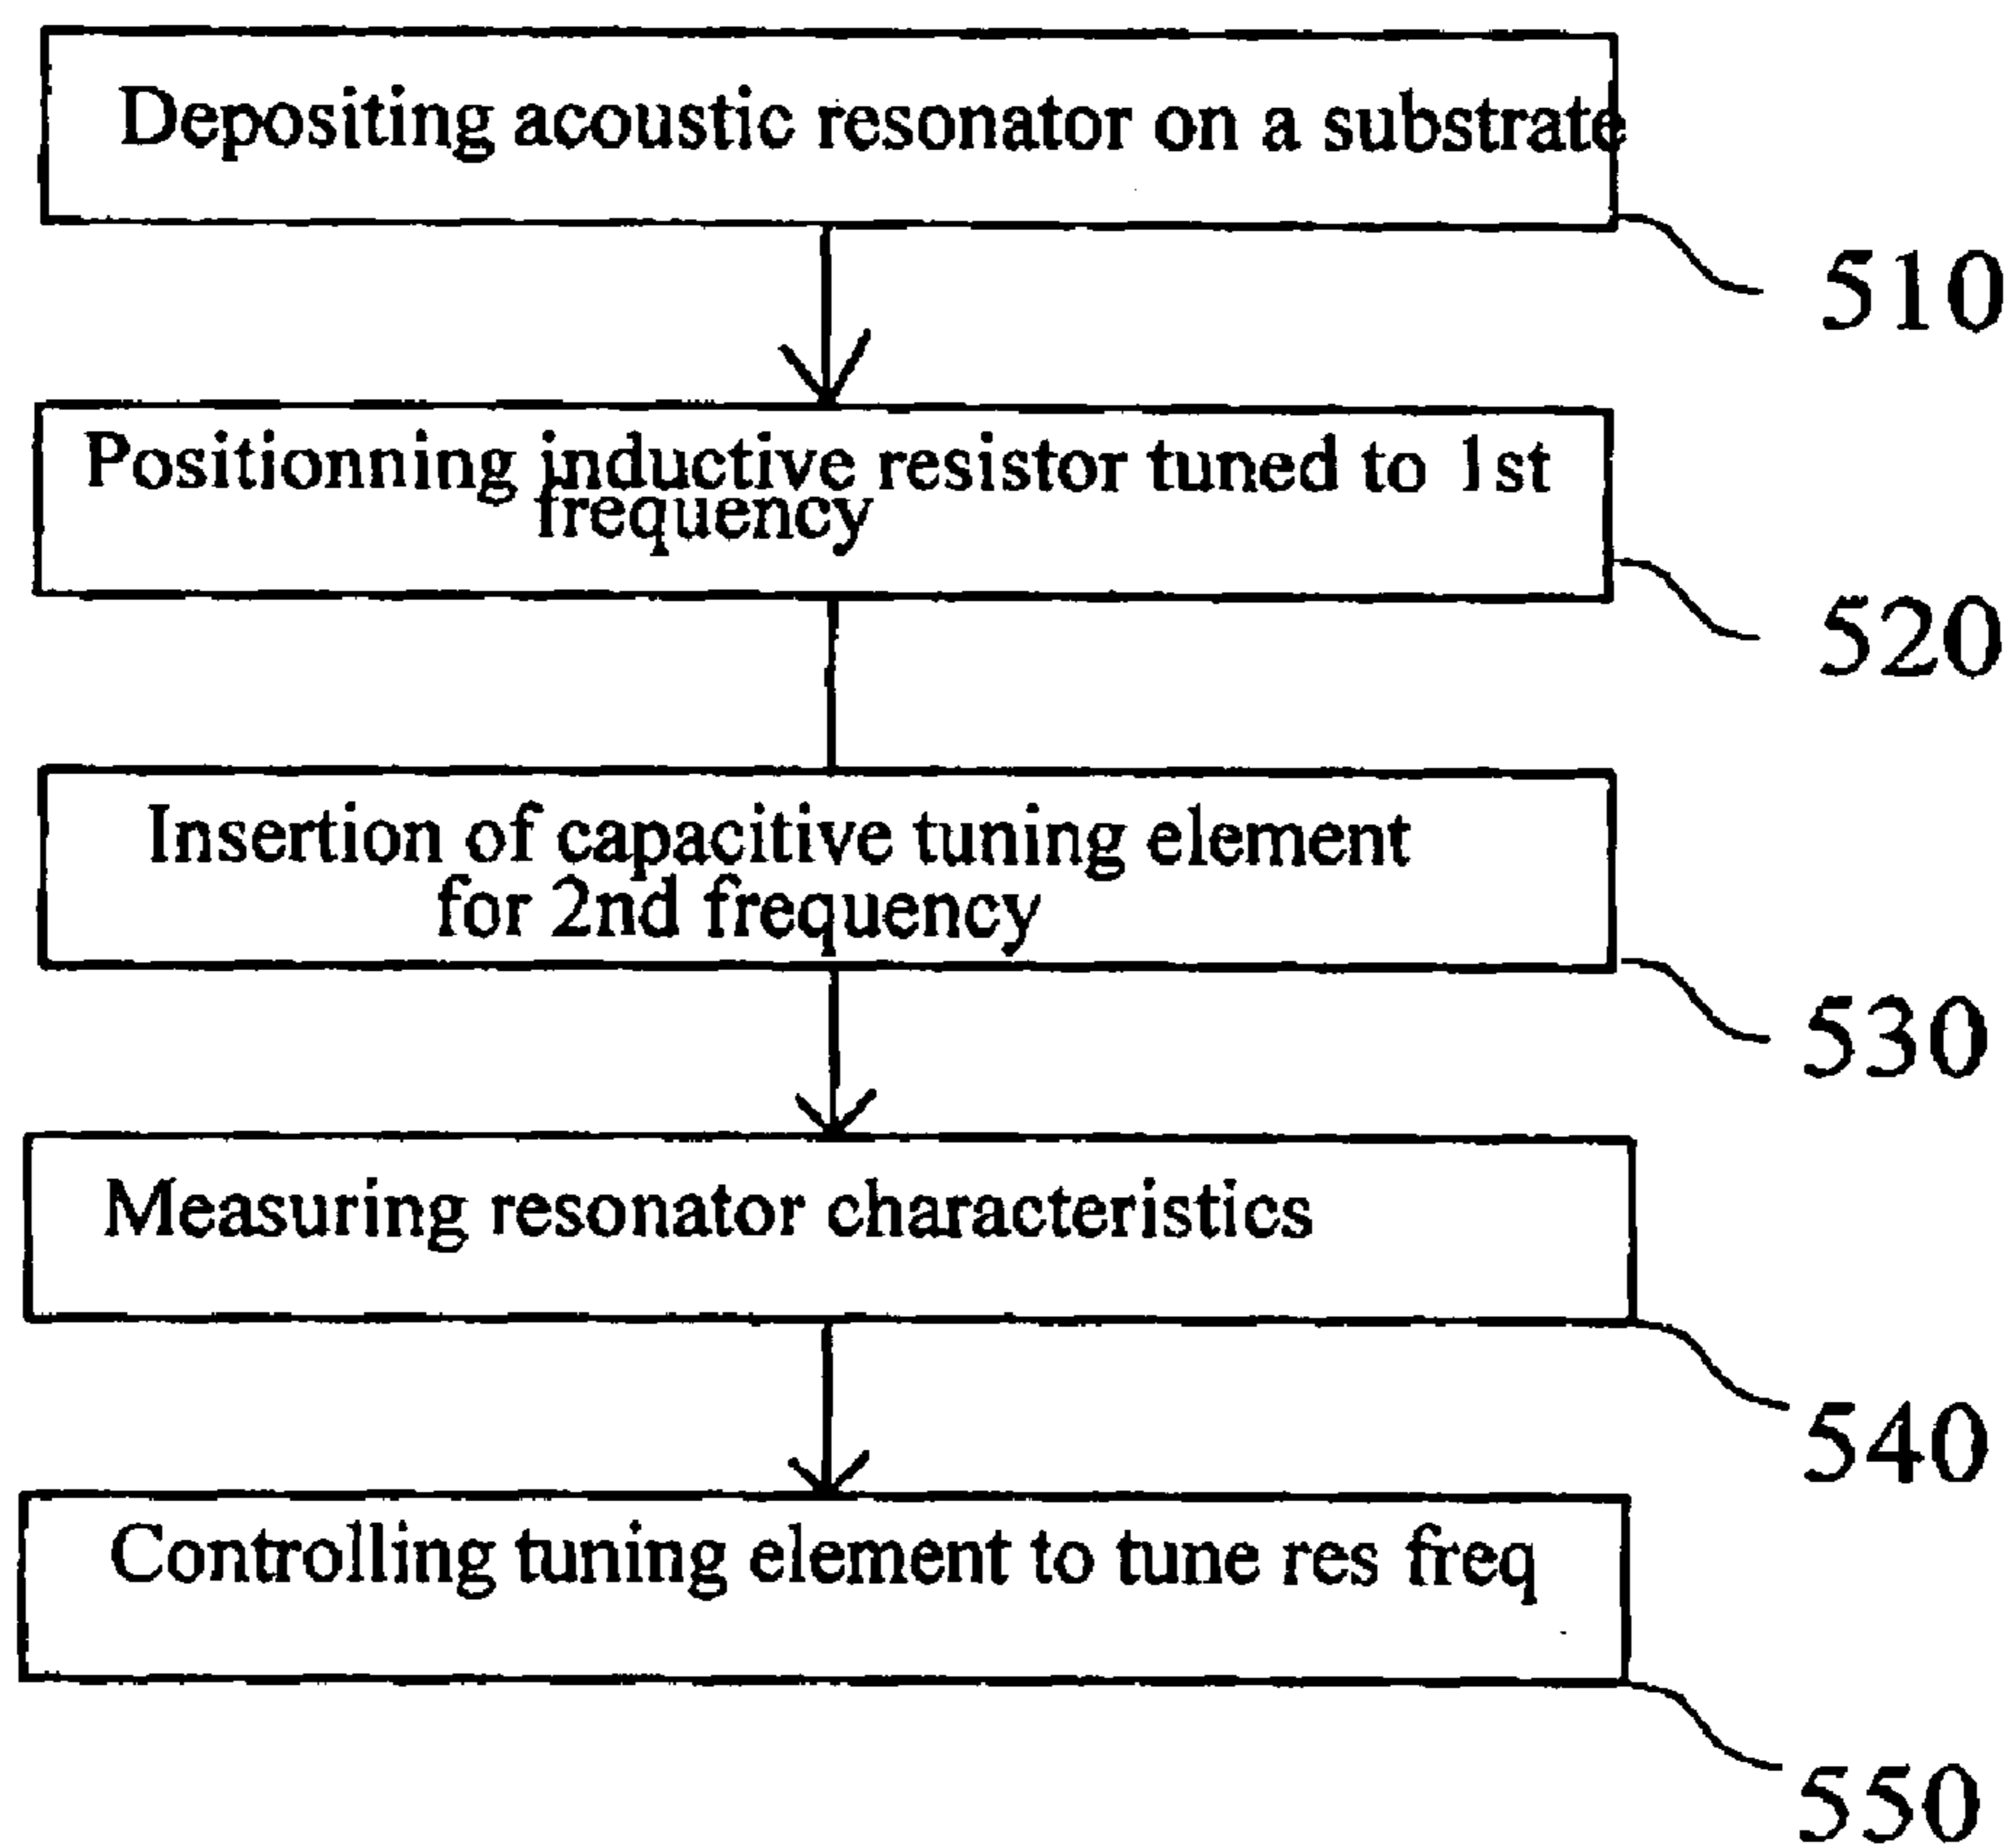 Depositing acoustic resonator on a substrate
510
Positionning inductive resistor tuned to 1st
frequency
520
Insertion of capacitive tuning element
for 2nd frequency
530
Measuring resonator characteristics
540
Controlling tuning element to tune res freq
550